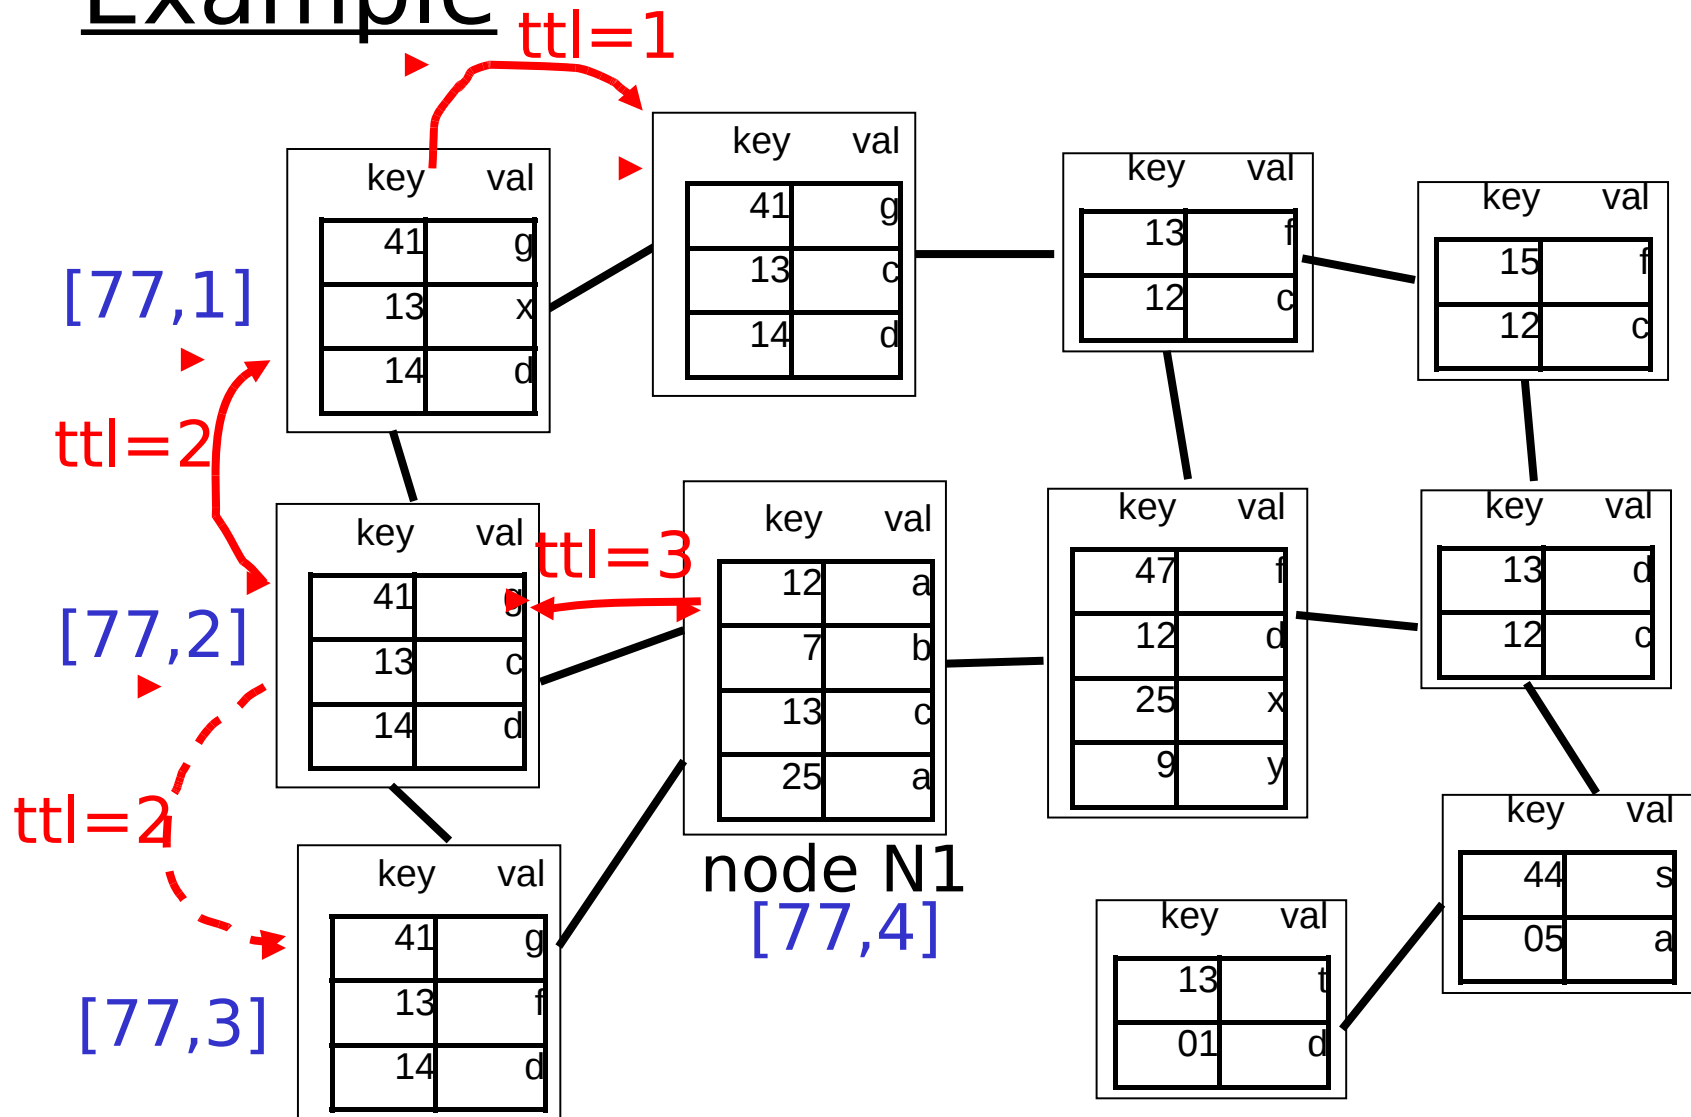 Example
ttl=1
key val
41 g
13 x
14 d
key val
41 g
13 c
14 d
key val
13 f
12 c
key val
15 f
12 c
[77,1]
ttl=2
key val
41 g
13 c
14 d
ttl=3
key val
12 a
7 b
13 c
25 a
node N1
[77,4]
key val
47 f
12 d
25 x
9 y
key val
13 d
12 c
[77,2]
ttl=2
key val
41 g
13 f
14 d
[77,3]
key val
13 t
01 d
key val
44 s
05 a